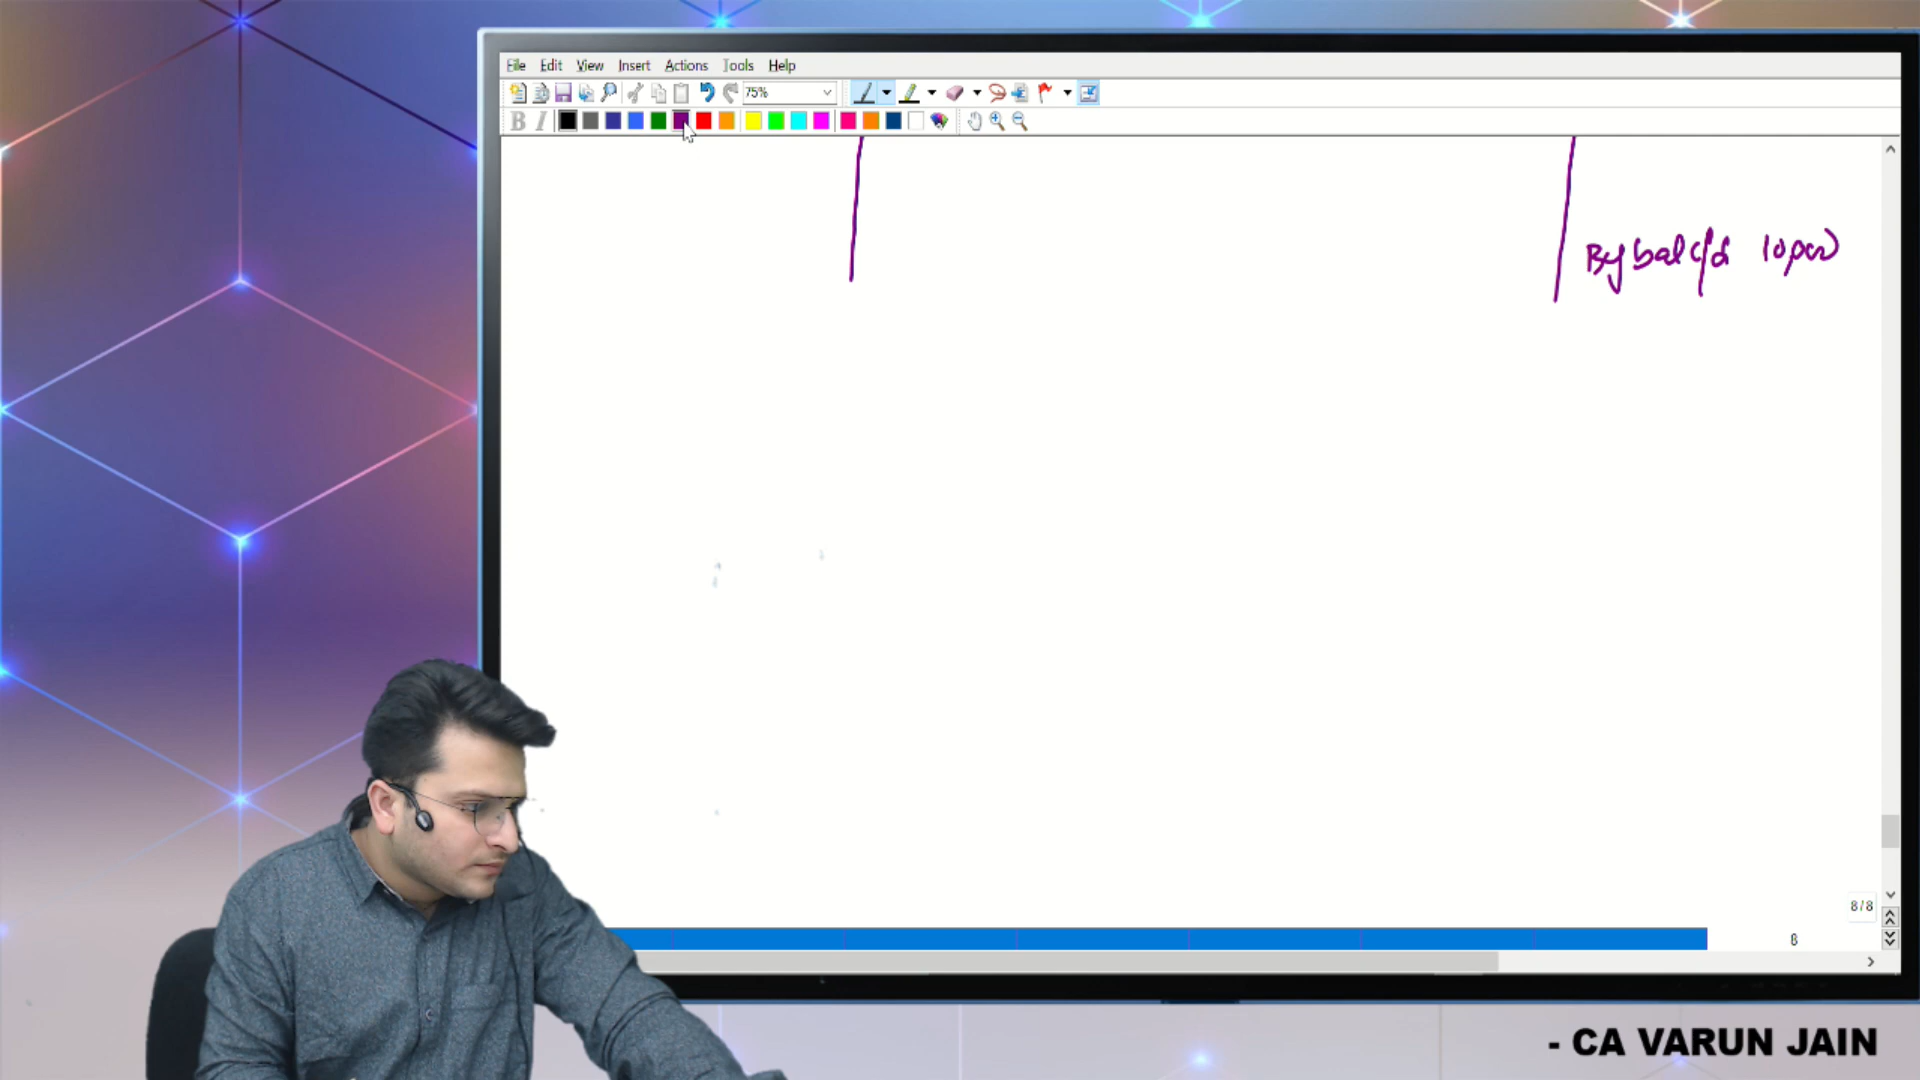 File Edit View Insert Actions Tools Help
75%
B I
By bal c/d 10,000
8/8
8
- CA VARUN JAIN